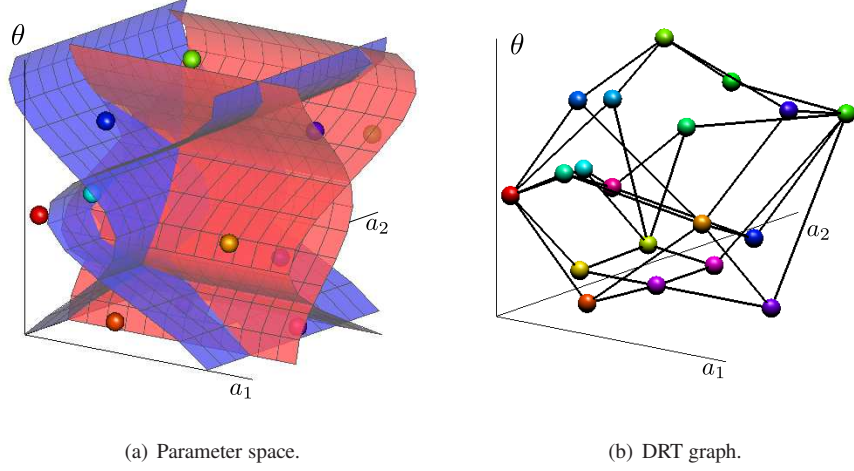 θ
a₂
a₁
θ
a₂
a₁
(a) Parameter space.
(b) DRT graph.